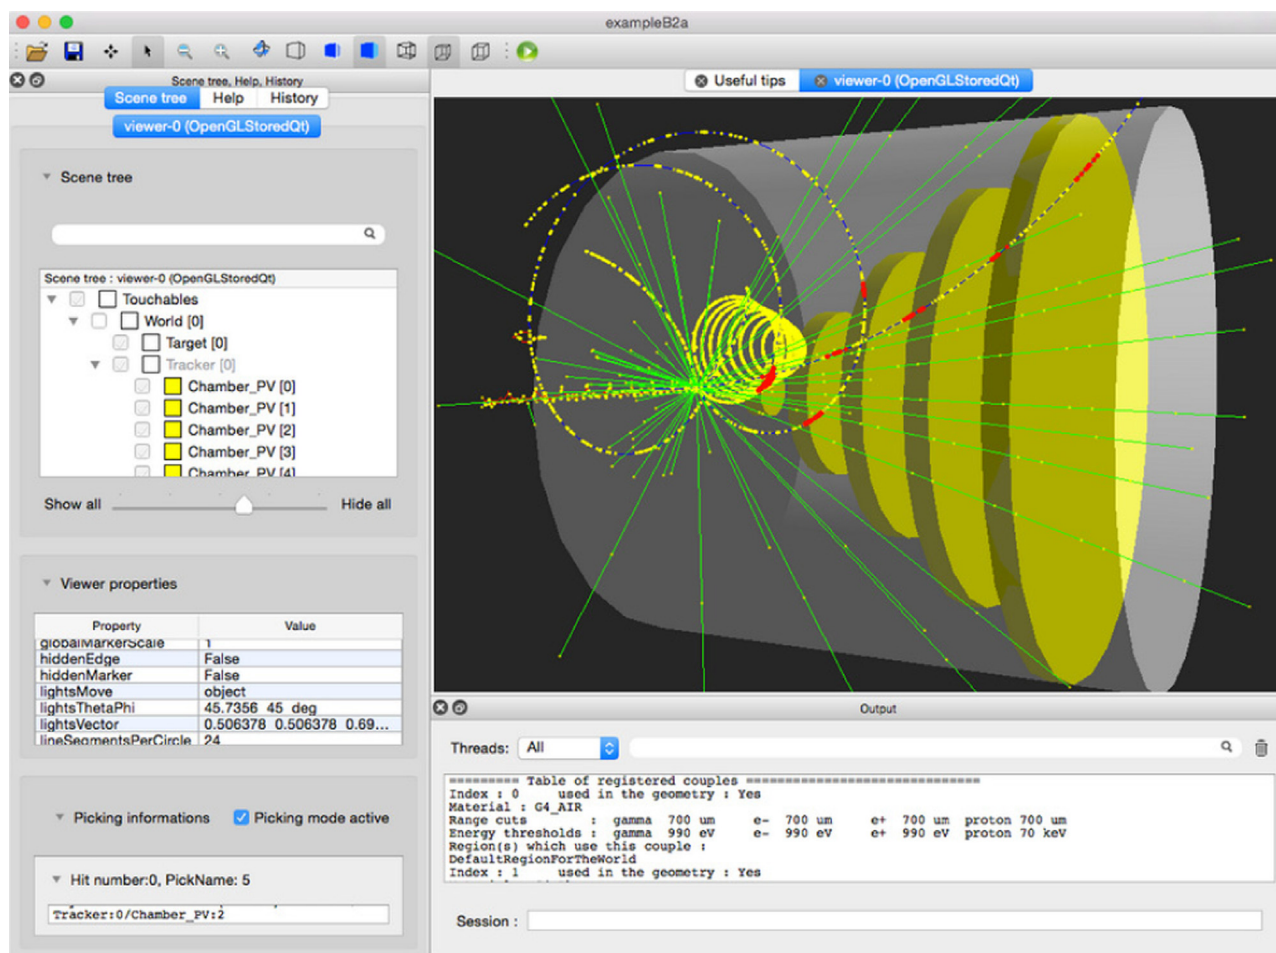 exampleB2a
Scene tree, Help, History
Scene tree Help History
viewer-0 (OpenGLStoredQt)
Scene tree
Scene tree : viewer-0 (OpenGLStoredQt)
Touchables
World [0]
Target [0]
Tracker [0]
Chamber_PV [0]
Chamber_PV [1]
Chamber_PV [2]
Chamber_PV [3]
Chamber_PV [4]
Show all Hide all
Viewer properties
Property Value
globalMarkerScale 1
hiddenEdge False
hiddenMarker False
lightsMove object
lightsThetaPhi 45.7356 45 deg
lightsVector 0.506378 0.506378 0.69...
lineSegmentsPerCircle 24
Picking informations Picking mode active
Hit number:0, PickName: 5
Tracker:0/Chamber_PV:2
Useful tips viewer-0 (OpenGLStoredQt)
Output
Threads: All
========= Table of registered couples ==============================
Index : 0 used in the geometry : Yes
Material : G4_AIR
Range cuts : gamma 700 um e- 700 um e+ 700 um proton 700 um
Energy thresholds : gamma 990 eV e- 990 eV e+ 990 eV proton 70 keV
Region(s) which use this couple :
DefaultRegionForTheWorld
Index : 1 used in the geometry : Yes
Session :